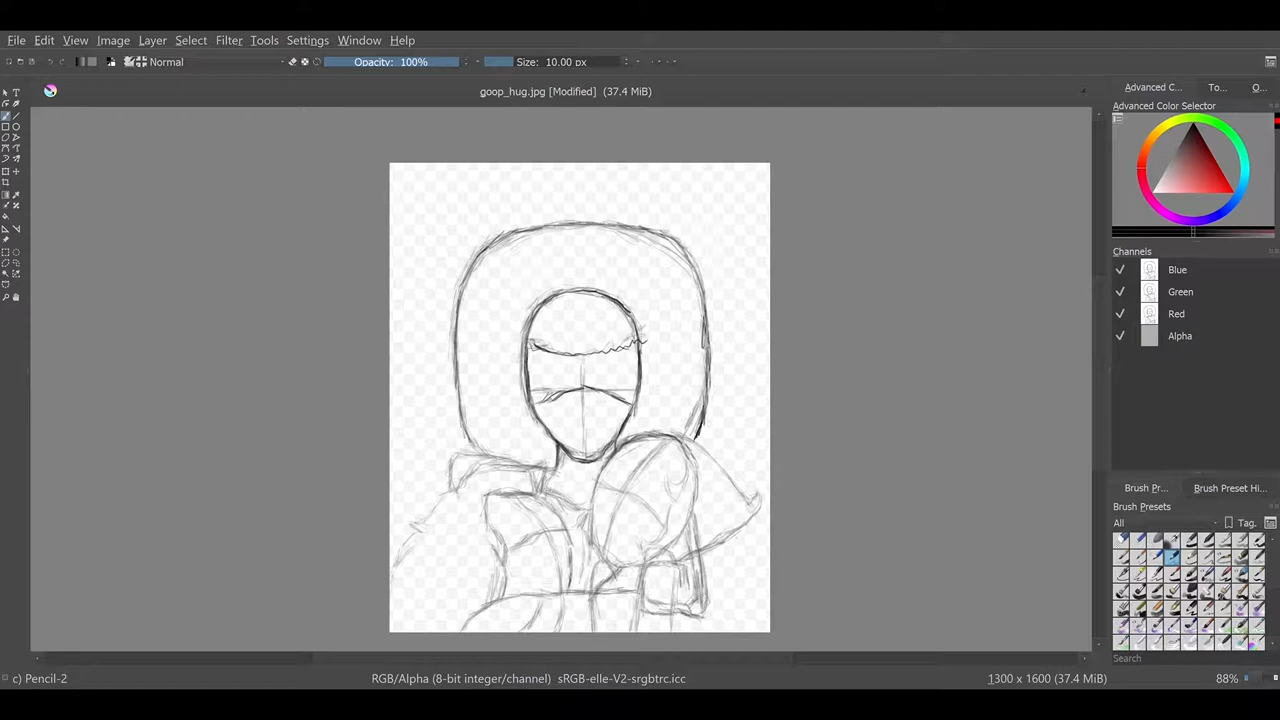 File Edit View Image Layer Select Filter Tools Settings Window Help
Normal Opacity: 100% Size: 10.00 px
goop_hug.jpg [Modified] (37.4 MiB)
Advanced C... To... O...
Advanced Color Selector
Channels
Blue
Green
Red
Alpha
Brush Pr... Brush Preset Hi...
Brush Presets
All Tag.
Search
c) Pencil-2 RGB/Alpha (8-bit integer/channel) sRGB-elle-V2-srgbtrc.icc 1300 x 1600 (37.4 MiB) 88%